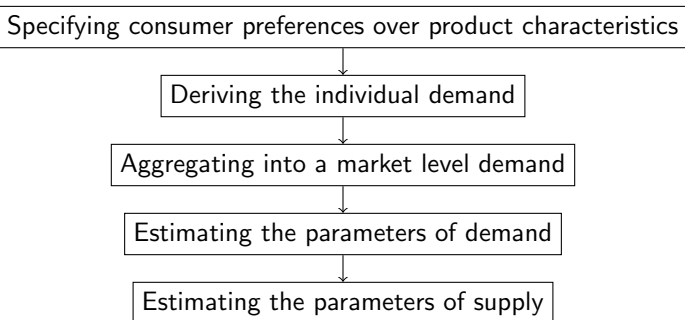 Specifying consumer preferences over product characteristics
Deriving the individual demand
Aggregating into a market level demand
Estimating the parameters of demand
Estimating the parameters of supply